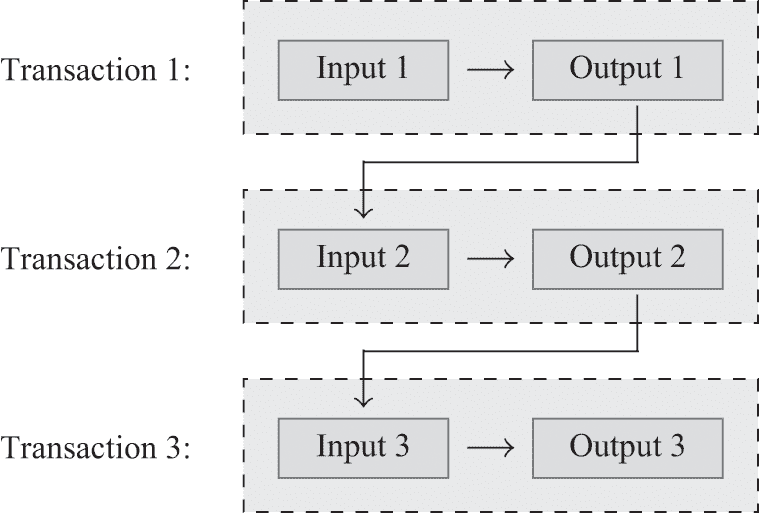 Transaction 1: Input 1 → Output 1
Transaction 2: Input 2 → Output 2
Transaction 3: Input 3 → Output 3